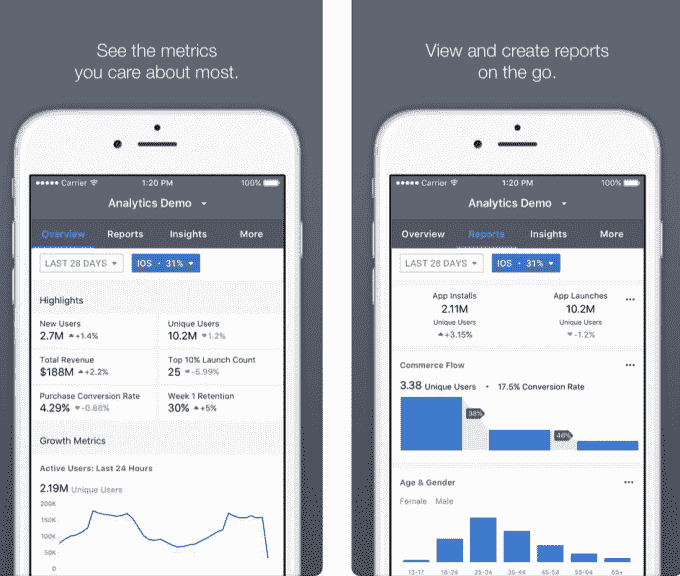 See the metrics
you care about most.
Carrier 1:20 PM 100%
Analytics Demo
Overview Reports Insights More
LAST 28 DAYS IOS • 31%
Highlights
New Users Unique Users
2.7M +1.4% 10.2M -1.2%
Total Revenue Top 10% Launch Count
$188M +2.2% 25 -5.99%
Purchase Conversion Rate Week 1 Retention
4.29% -0.88% 30% +5%
Growth Metrics
Active Users: Last 24 Hours
2.19M Unique Users
200K
150K
100K
50K
0
View and create reports
on the go.
Carrier 1:20 PM 100%
Analytics Demo
Overview Reports Insights More
LAST 28 DAYS IOS • 31%
App Installs App Launches
2.11M 10.2M
Unique Users Unique Users
+3.15% -1.2%
Commerce Flow
3.38 Unique Users • 17.5% Conversion Rate
38%
46%
Age & Gender
Female Male
13-17 18-24 25-34 35-44 45-54 55-64 65+